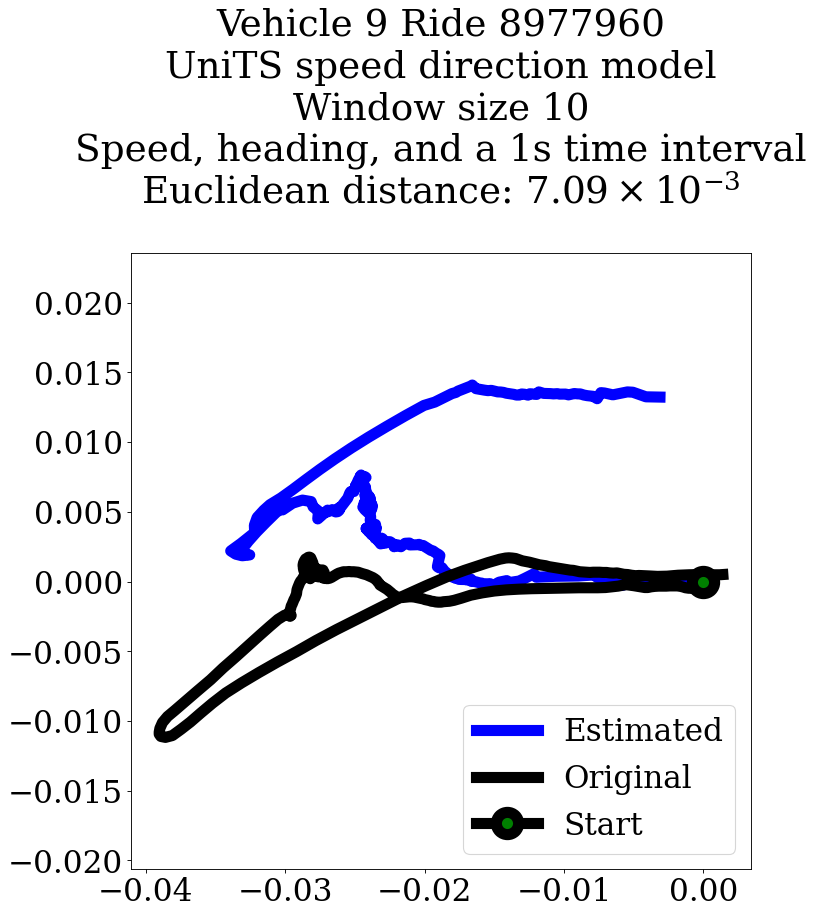 Vehicle 9 Ride 8977960
UniTS speed direction model
Window size 10
Speed, heading, and a 1s time interval
Euclidean distance: 7.09 × 10⁻³
0.020
0.015
0.010
0.005
0.000
−0.005
−0.010
−0.015
−0.020
−0.04
−0.03
−0.02
−0.01
0.00
Estimated
Original
Start